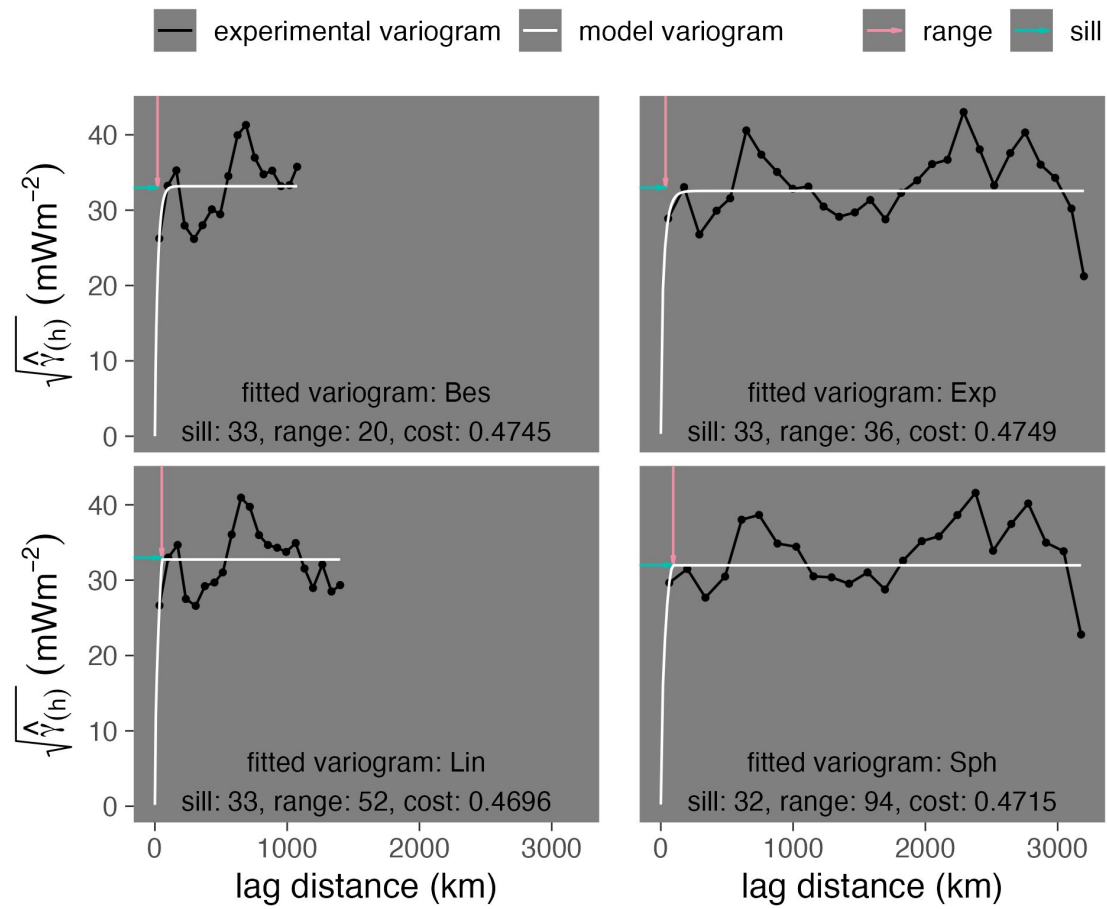 experimental variogram model variogram range sill
40
30
20
10
0
√γ̂(h) (mWm−2)
fitted variogram: Bes
sill: 33, range: 20, cost: 0.4745
fitted variogram: Exp
sill: 33, range: 36, cost: 0.4749
40
30
20
10
0
√γ̂(h) (mWm−2)
fitted variogram: Lin
sill: 33, range: 52, cost: 0.4696
fitted variogram: Sph
sill: 32, range: 94, cost: 0.4715
0 1000 2000 3000
0 1000 2000 3000
lag distance (km)
lag distance (km)